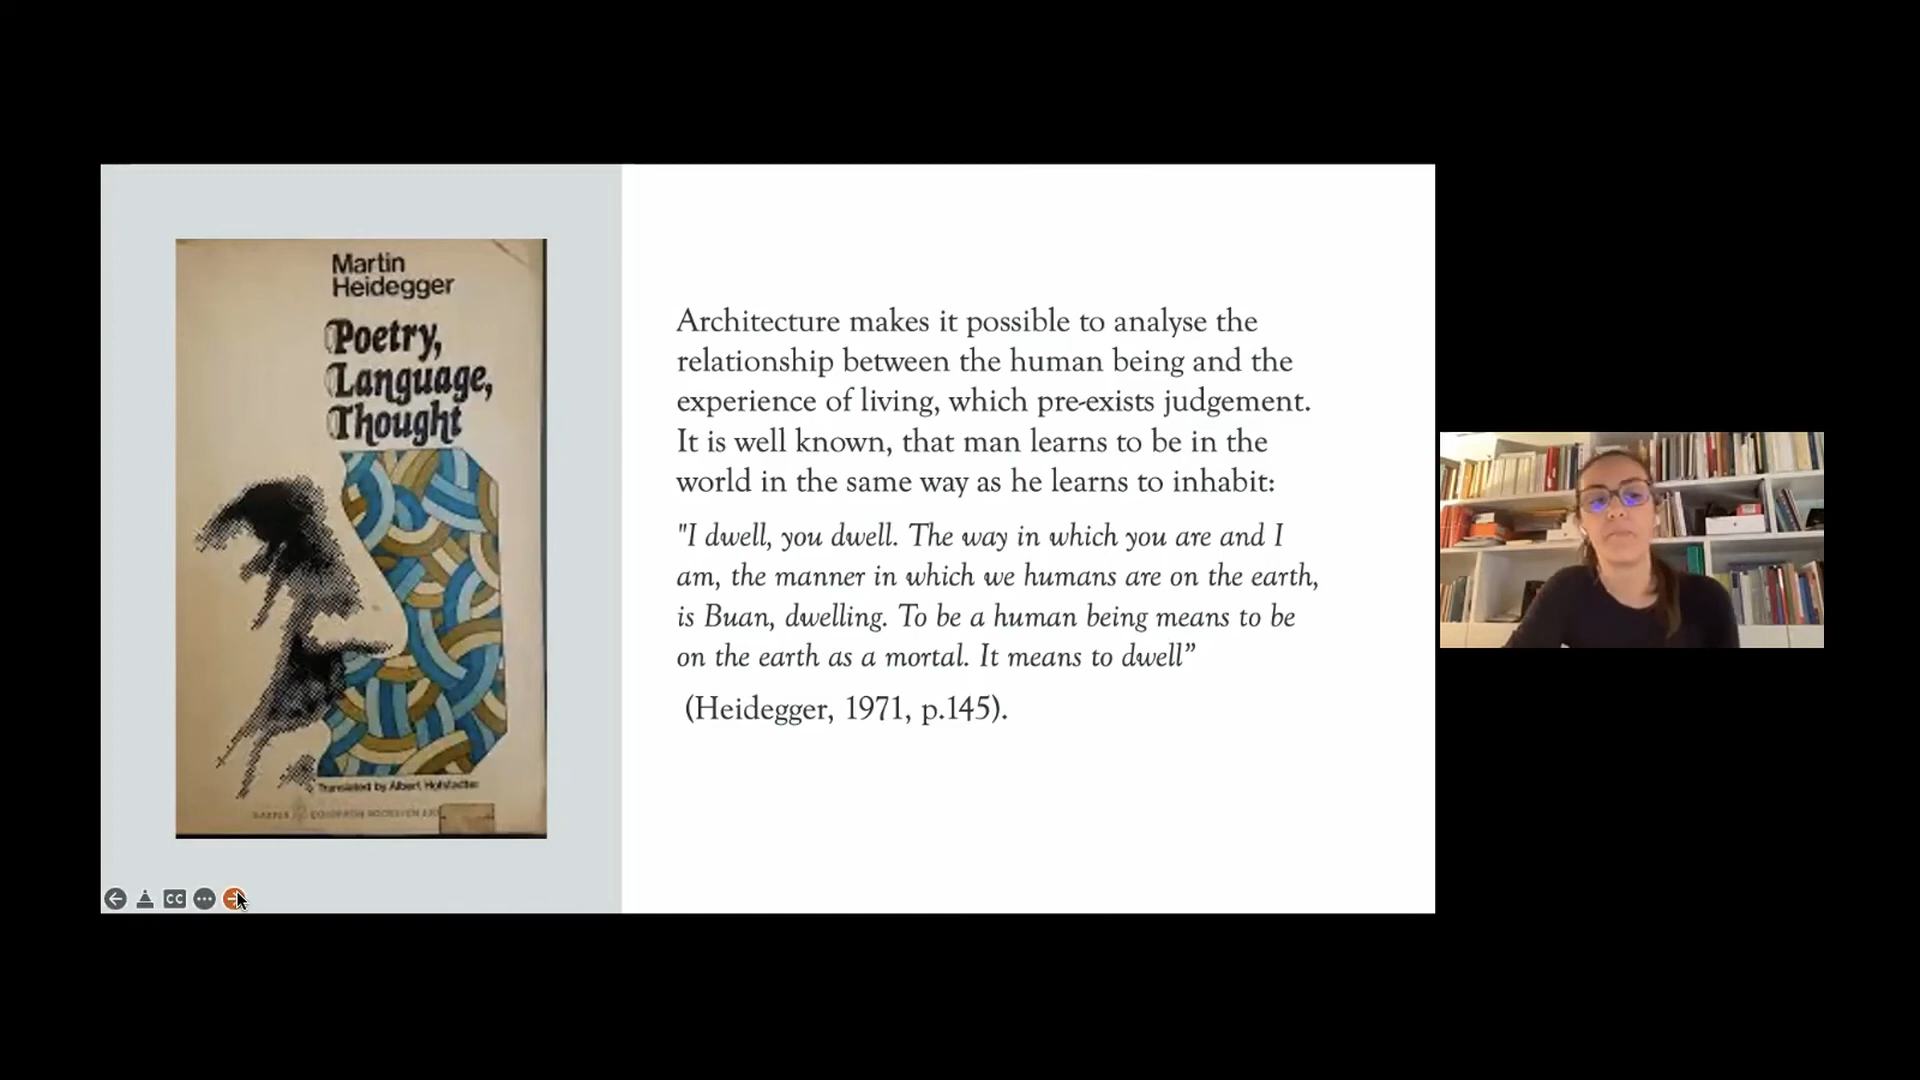 Martin
Heidegger
Poetry,
Language,
Thought
Translated by Albert Hofstadter
Architecture makes it possible to analyse the
relationship between the human being and the
experience of living, which pre-exists judgement.
It is well known, that man learns to be in the
world in the same way as he learns to inhabit:
"I dwell, you dwell. The way in which you are and I
am, the manner in which we humans are on the earth,
is Buan, dwelling. To be a human being means to be
on the earth as a mortal. It means to dwell”
(Heidegger, 1971, p.145).
CC